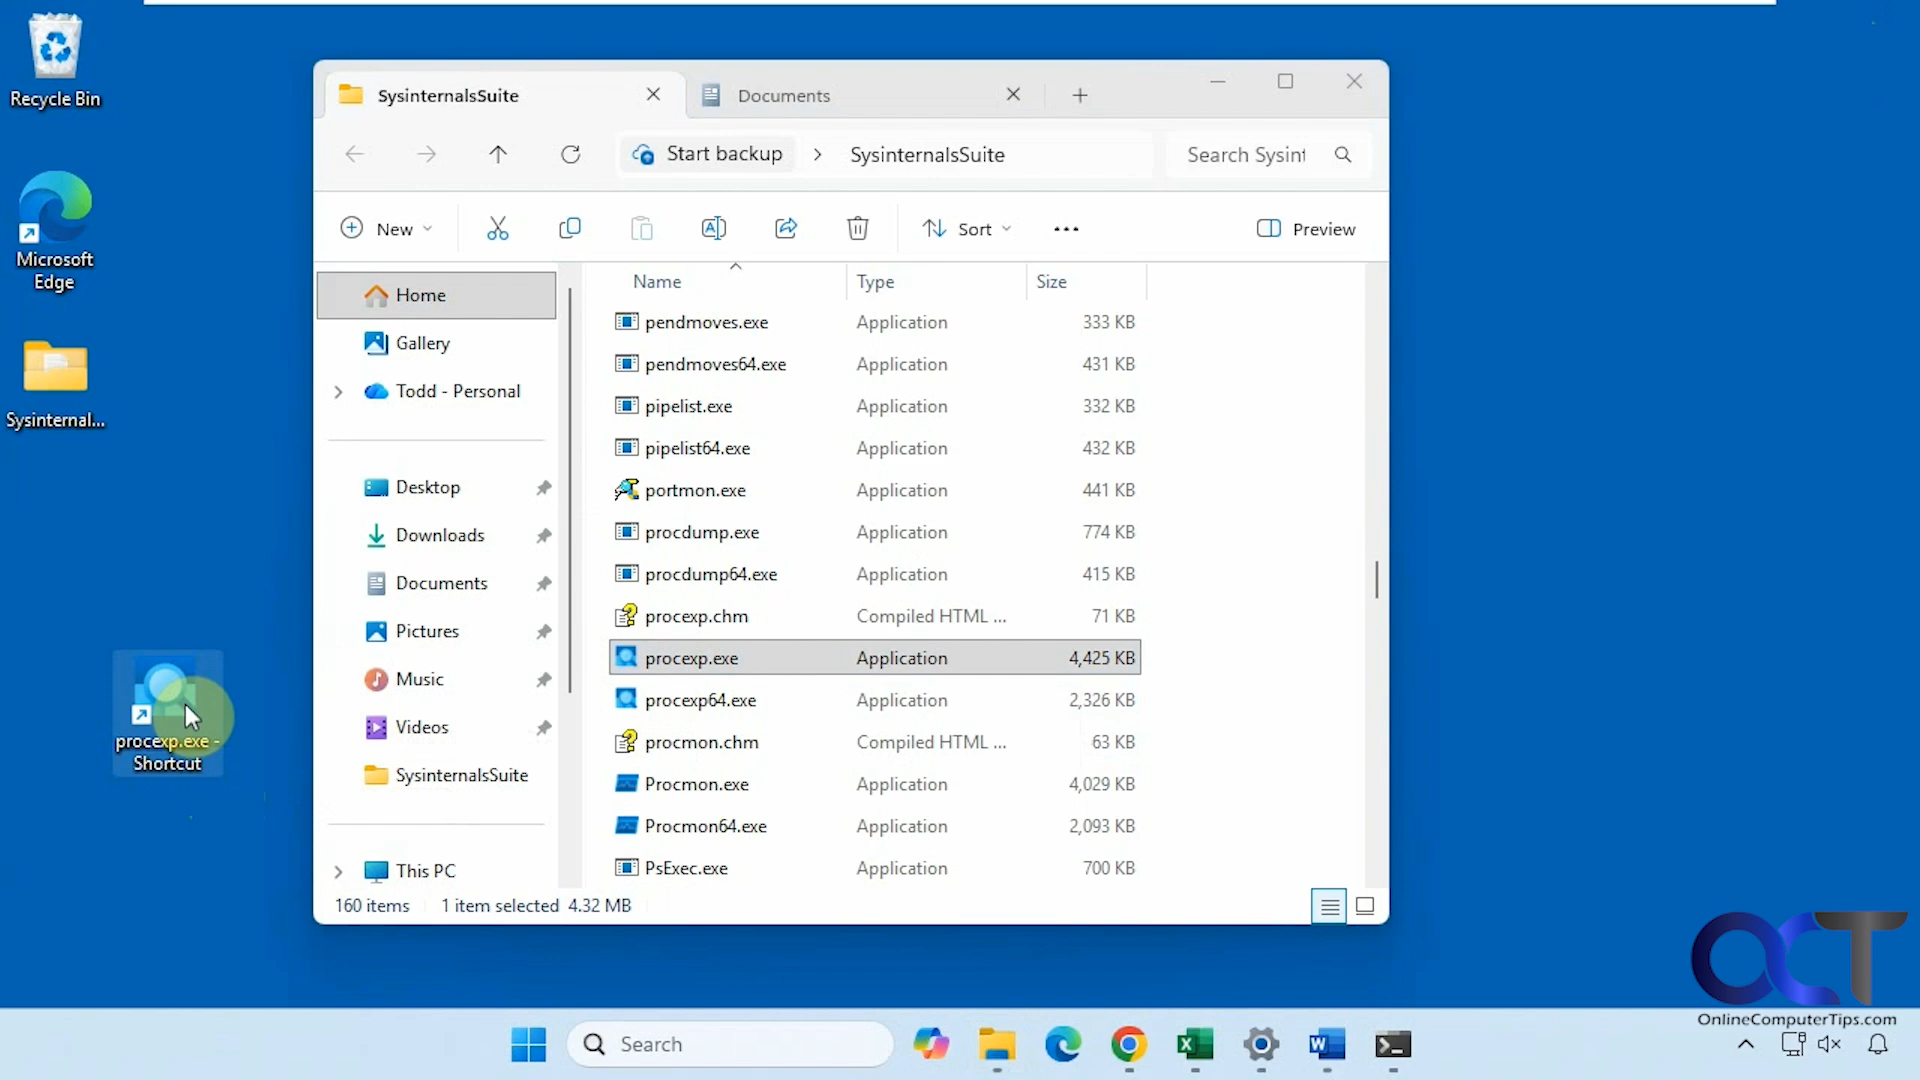 Recycle Bin
Microsoft
Edge
Sysinternal...
procexp.exe -
Shortcut
SysinternalsSuite
Documents
Start backup
SysinternalsSuite
Search Sysint
New
Sort
Preview
Home
Gallery
Todd - Personal
Desktop
Downloads
Documents
Pictures
Music
Videos
SysinternalsSuite
This PC
Name Type Size
pendmoves.exe Application 333 KB
pendmoves64.exe Application 431 KB
pipelist.exe Application 332 KB
pipelist64.exe Application 432 KB
portmon.exe Application 441 KB
procdump.exe Application 774 KB
procdump64.exe Application 415 KB
procexp.chm Compiled HTML ... 71 KB
procexp.exe Application 4,425 KB
procexp64.exe Application 2,326 KB
procmon.chm Compiled HTML ... 63 KB
Procmon.exe Application 4,029 KB
Procmon64.exe Application 2,093 KB
PsExec.exe Application 700 KB
160 items 1 item selected 4.32 MB
OCT
OnlineComputerTips.com
Search